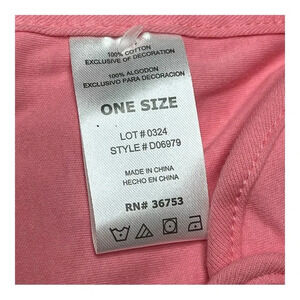 100% COTTON
EXCLUSIVE OF DECORATION
100% ALGODON
EXCLUSIVO PARA DECORACION
ONE SIZE
LOT # 0324
STYLE # D06979
MADE IN CHINA
HECHO EN CHINA
RN# 36753